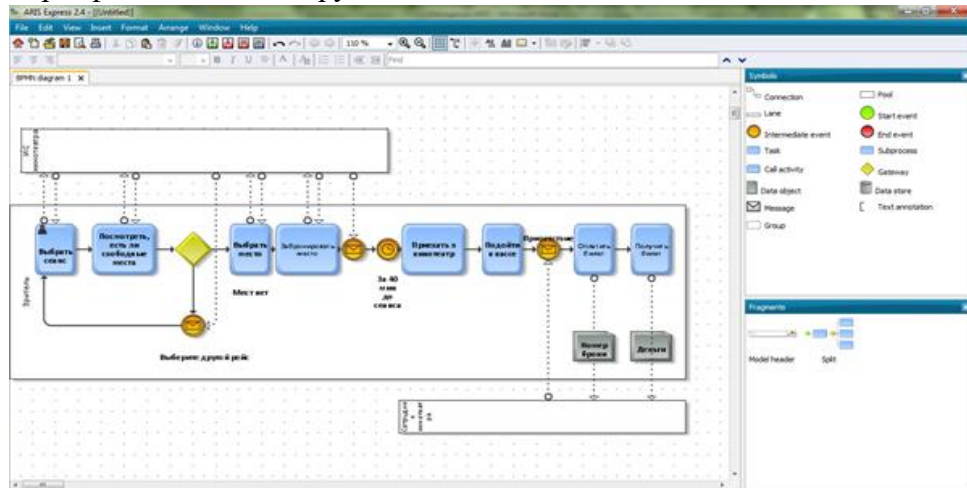 ARIS Express 2.4 - [(Untitled)]
File Edit View Insert Format Arrange Window Help
110 %
Find
BPMN diagram 1
ИС
кинотеатра
Зритель
Выбрать
сеанс
Посмотреть,
есть ли
свободные
места
Выбрать
место
Забронировать
место
За 40
мин
до
сеанса
Приехать в
кинотеатр
Подойти
к кассе
Приветствие
Оплатить
билет
Получить
билет
Мест нет
Выберите другой рейс
Номер
брони
Деньги
Symbols
Connection
Pool
Lane
Start event
Intermediate event
End event
Task
Subprocess
Call activity
Gateway
Data object
Data store
Message
Text annotation
Group
Fragments
Model header
Split